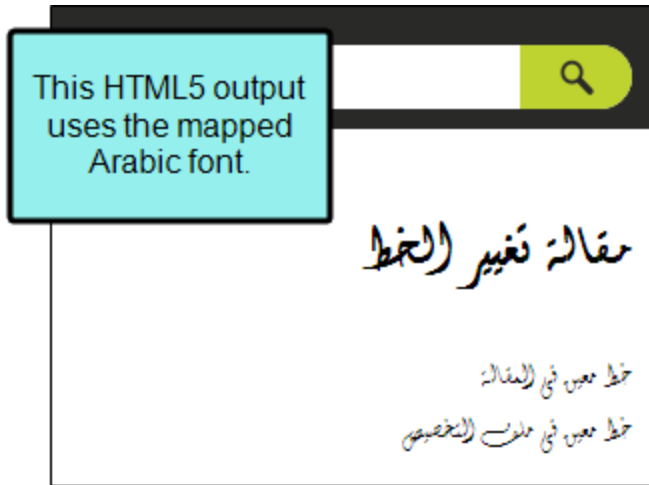 This HTML5 output
uses the mapped
Arabic font.
مقالة تغيير الخط
خط معين في المقالة
خط معين في ملف التخصيص